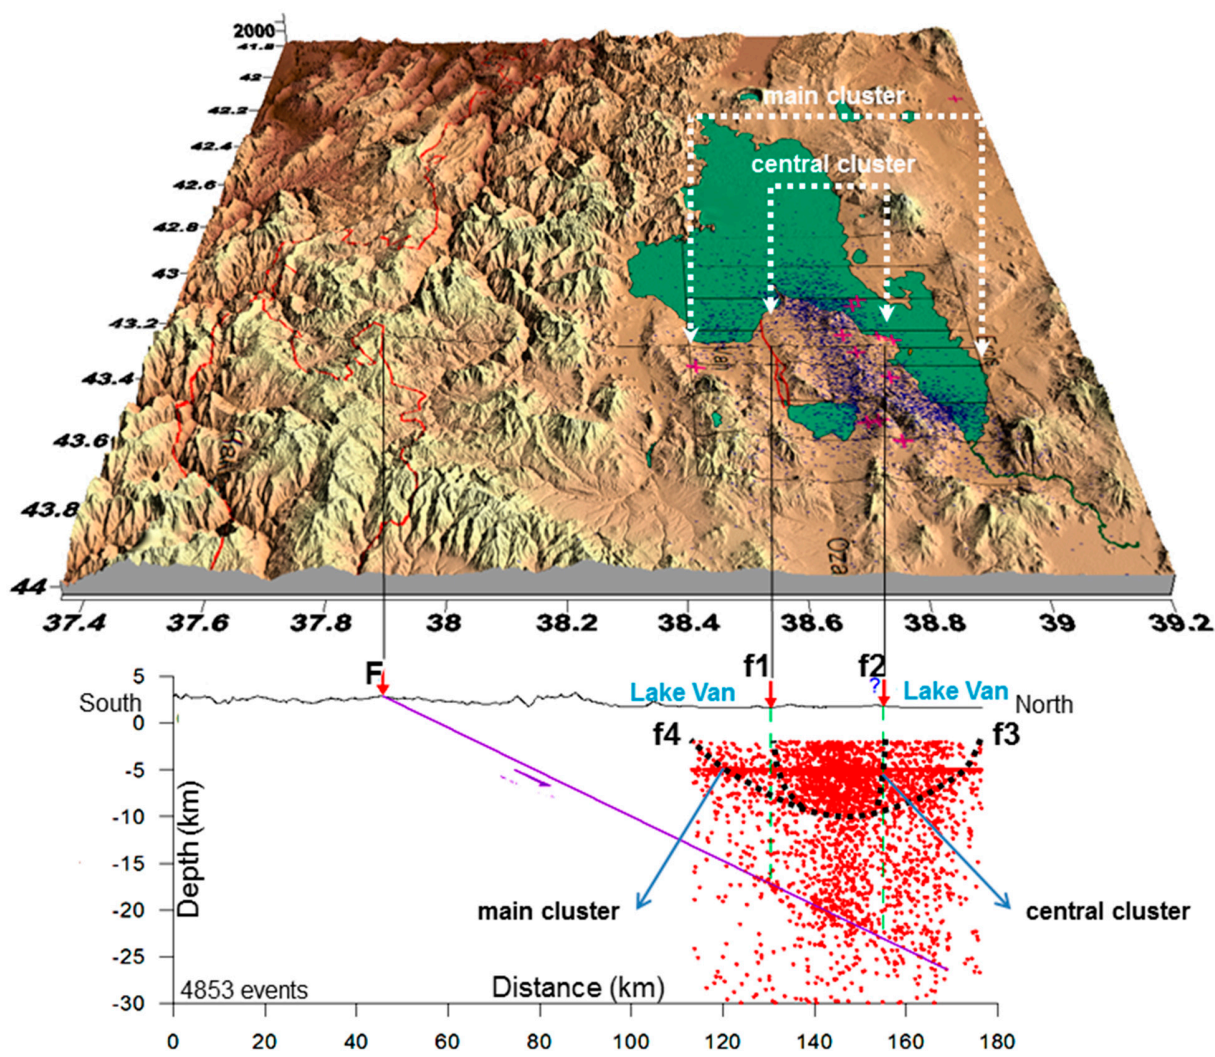 2000
41.8
42
42.2
42.4
42.6
42.8
43
43.2
43.4
43.6
43.8
44
main cluster
central cluster
Oza
37.4 37.6 37.8 38 38.2 38.4 38.6 38.8 39 39.2
F f1 f2
?
5
0
-5
-10
-15
-20
-25
-30
Depth (km)
South Lake Van Lake Van North
f4 f3
main cluster central cluster
4853 events Distance (km)
0 20 40 60 80 100 120 140 160 180